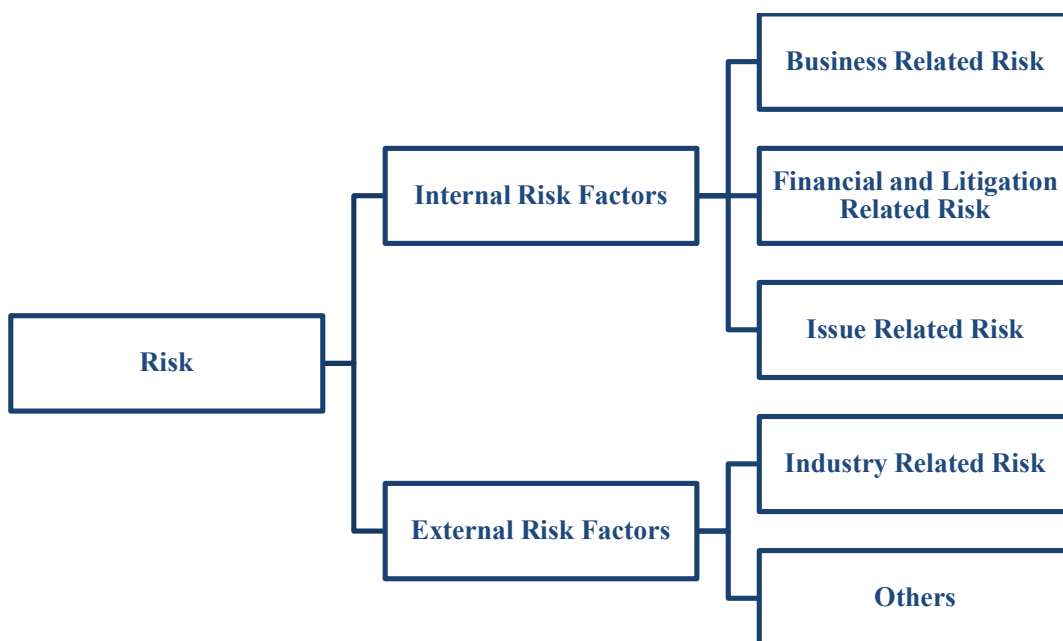 Risk
Internal Risk Factors
Business Related Risk
Financial and Litigation
Related Risk
Issue Related Risk
External Risk Factors
Industry Related Risk
Others